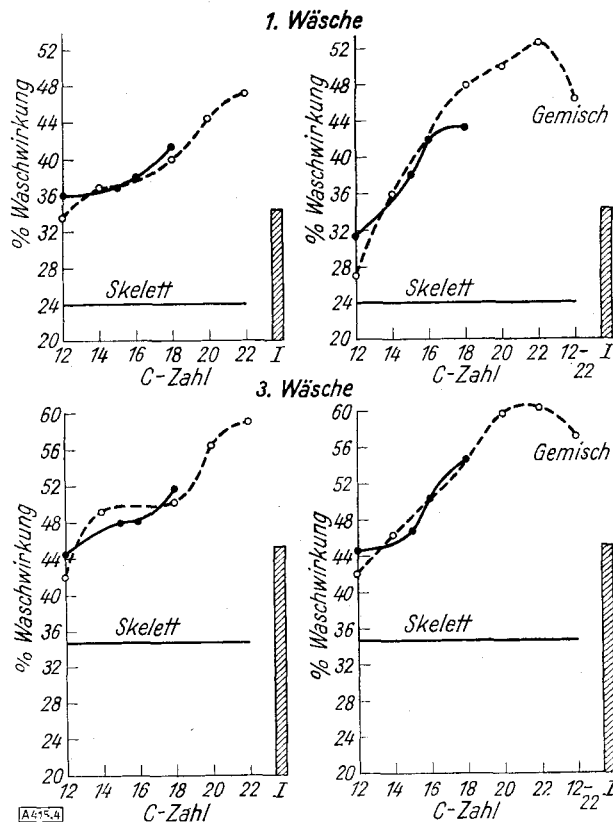 1. Wäsche
% Waschwirkung
52
48
44
40
36
32
28
24
20
Skelett
12 14 16 18 20 22 I
C-Zahl
% Waschwirkung
52
48
44
40
36
32
28
24
20
Gemisch
Skelett
12 14 16 18 20 22 12-22 I
C-Zahl
3. Wäsche
% Waschwirkung
60
56
52
48
44
40
36
32
28
24
20
Skelett
12 14 16 18 20 22 I
C-Zahl
A415.4
% Waschwirkung
60
56
52
48
44
40
36
32
28
24
20
Gemisch
Skelett
12 14 16 18 20 22 12-22 I
C-Zahl